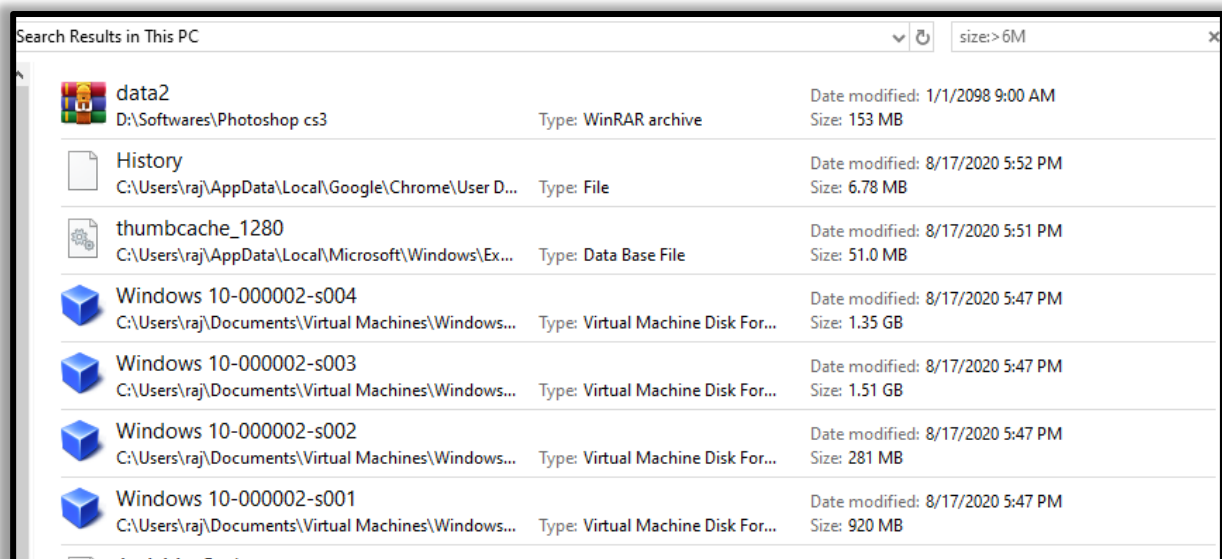 Search Results in This PC
size:>6M
data2
Date modified: 1/1/2098 9:00 AM
D:\Softwares\Photoshop cs3
Type: WinRAR archive
Size: 153 MB
History
Date modified: 8/17/2020 5:52 PM
C:\Users\raj\AppData\Local\Google\Chrome\User D...
Type: File
Size: 6.78 MB
thumbcache_1280
Date modified: 8/17/2020 5:51 PM
C:\Users\raj\AppData\Local\Microsoft\Windows\Ex...
Type: Data Base File
Size: 51.0 MB
Windows 10-000002-s004
Date modified: 8/17/2020 5:47 PM
C:\Users\raj\Documents\Virtual Machines\Windows...
Type: Virtual Machine Disk For...
Size: 1.35 GB
Windows 10-000002-s003
Date modified: 8/17/2020 5:47 PM
C:\Users\raj\Documents\Virtual Machines\Windows...
Type: Virtual Machine Disk For...
Size: 1.51 GB
Windows 10-000002-s002
Date modified: 8/17/2020 5:47 PM
C:\Users\raj\Documents\Virtual Machines\Windows...
Type: Virtual Machine Disk For...
Size: 281 MB
Windows 10-000002-s001
Date modified: 8/17/2020 5:47 PM
C:\Users\raj\Documents\Virtual Machines\Windows...
Type: Virtual Machine Disk For...
Size: 920 MB